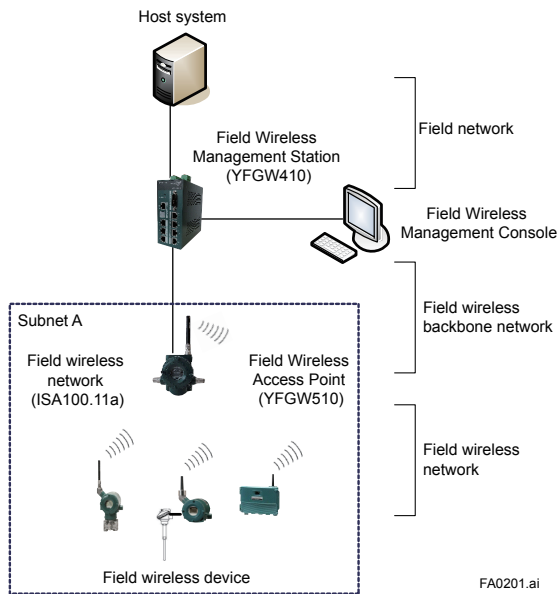 Host system
Field Wireless
Management Station
(YFGW410)
Field network
Field Wireless
Management Console
Field wireless
backbone network
Subnet A
Field wireless
network
(ISA100.11a)
Field Wireless
Access Point
(YFGW510)
Field wireless
network
Field wireless device
FA0201.ai